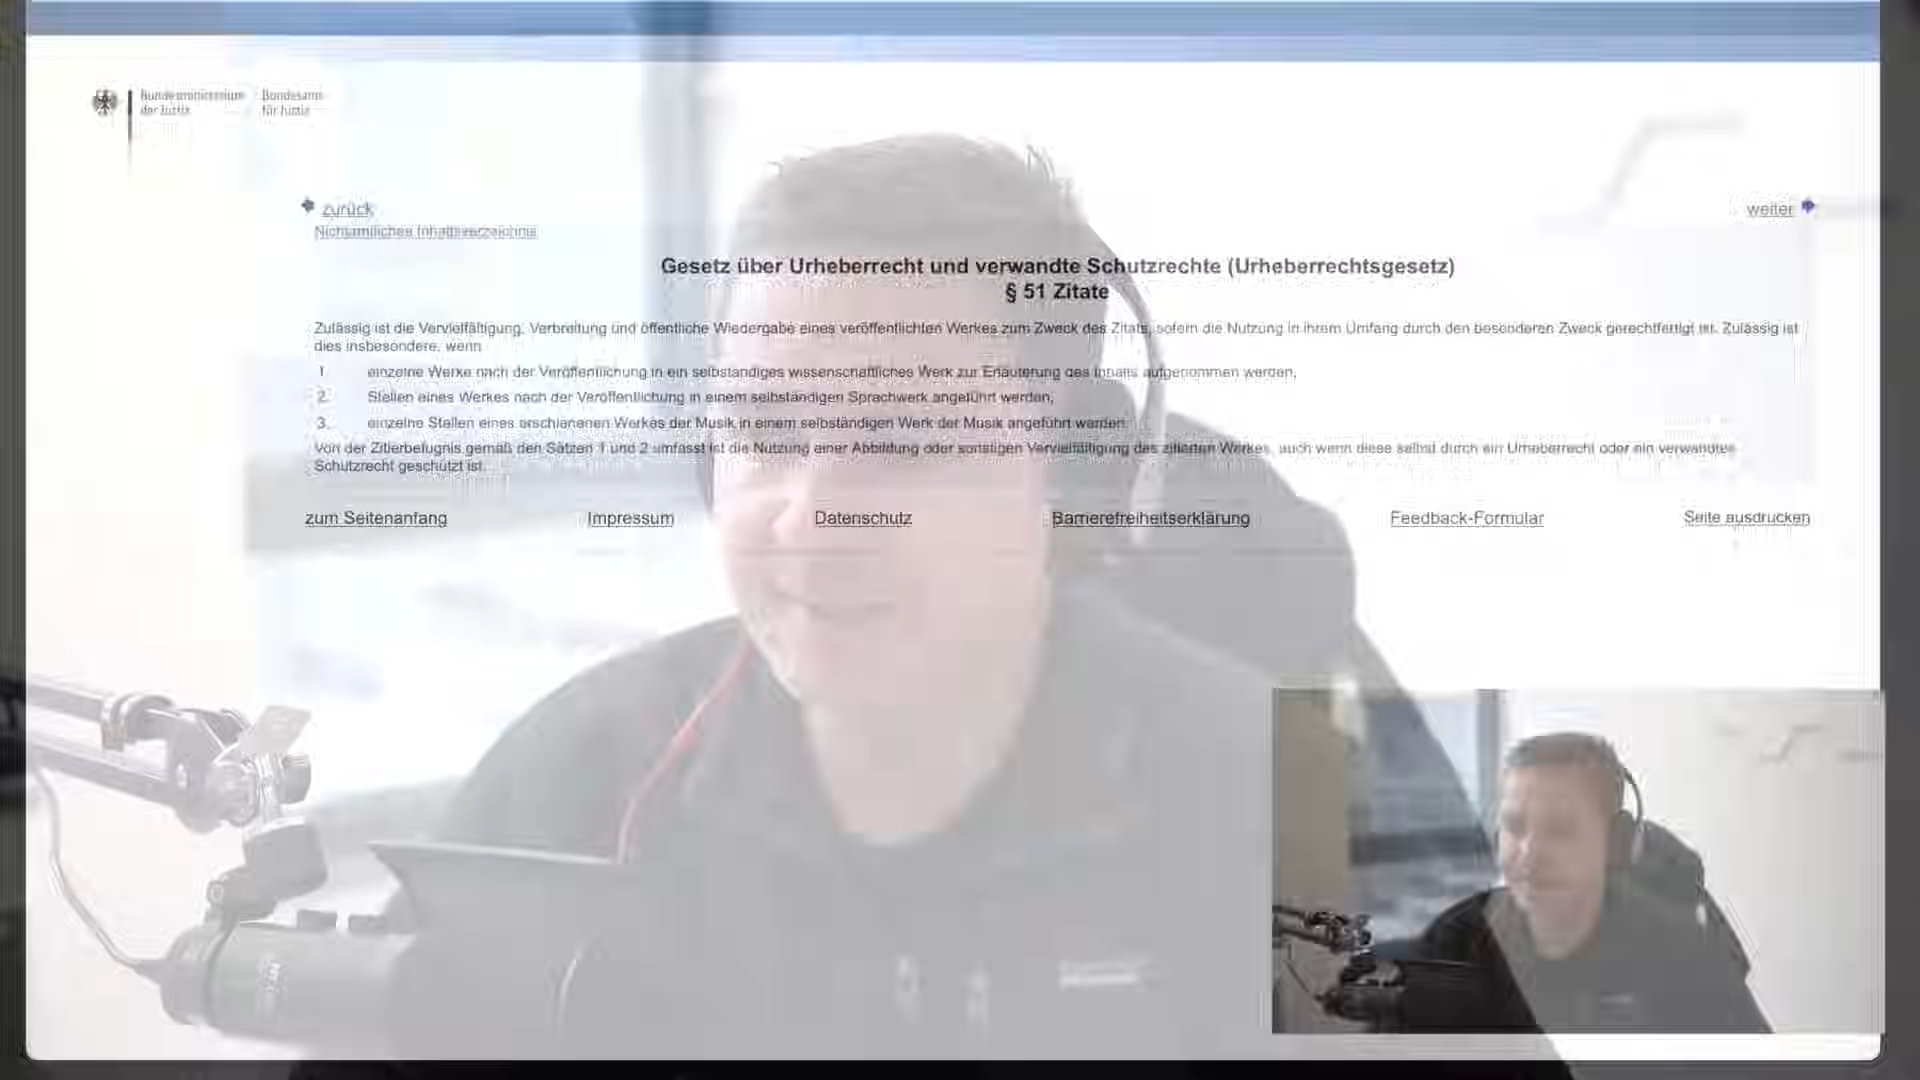 Bundesministerium
der Justiz
Bundesamt
für Justiz
zurück
weiter
Nichtamtliches Inhaltsverzeichnis
Gesetz über Urheberrecht und verwandte Schutzrechte (Urheberrechtsgesetz)
§ 51 Zitate
Zulässig ist die Vervielfältigung, Verbreitung und öffentliche Wiedergabe eines veröffentlichten Werkes zum Zweck des Zitats, sofern die Nutzung in ihrem Umfang durch den besonderen Zweck gerechtfertigt ist. Zulässig ist
dies insbesondere, wenn
1. einzelne Werke nach der Veröffentlichung in ein selbständiges wissenschaftliches Werk zur Erläuterung des Inhalts aufgenommen werden,
2. Stellen eines Werkes nach der Veröffentlichung in einem selbständigen Sprachwerk angeführt werden,
3. einzelne Stellen eines erschienenen Werkes der Musik in einem selbständigen Werk der Musik angeführt werden.
Von der Zitierbefugnis gemäß den Sätzen 1 und 2 umfasst ist die Nutzung einer Abbildung oder sonstigen Vervielfältigung des zitierten Werkes, auch wenn diese selbst durch ein Urheberrecht oder ein verwandtes
Schutzrecht geschützt ist.
zum Seitenanfang
Impressum
Datenschutz
Barrierefreiheitserklärung
Feedback-Formular
Seite ausdrucken